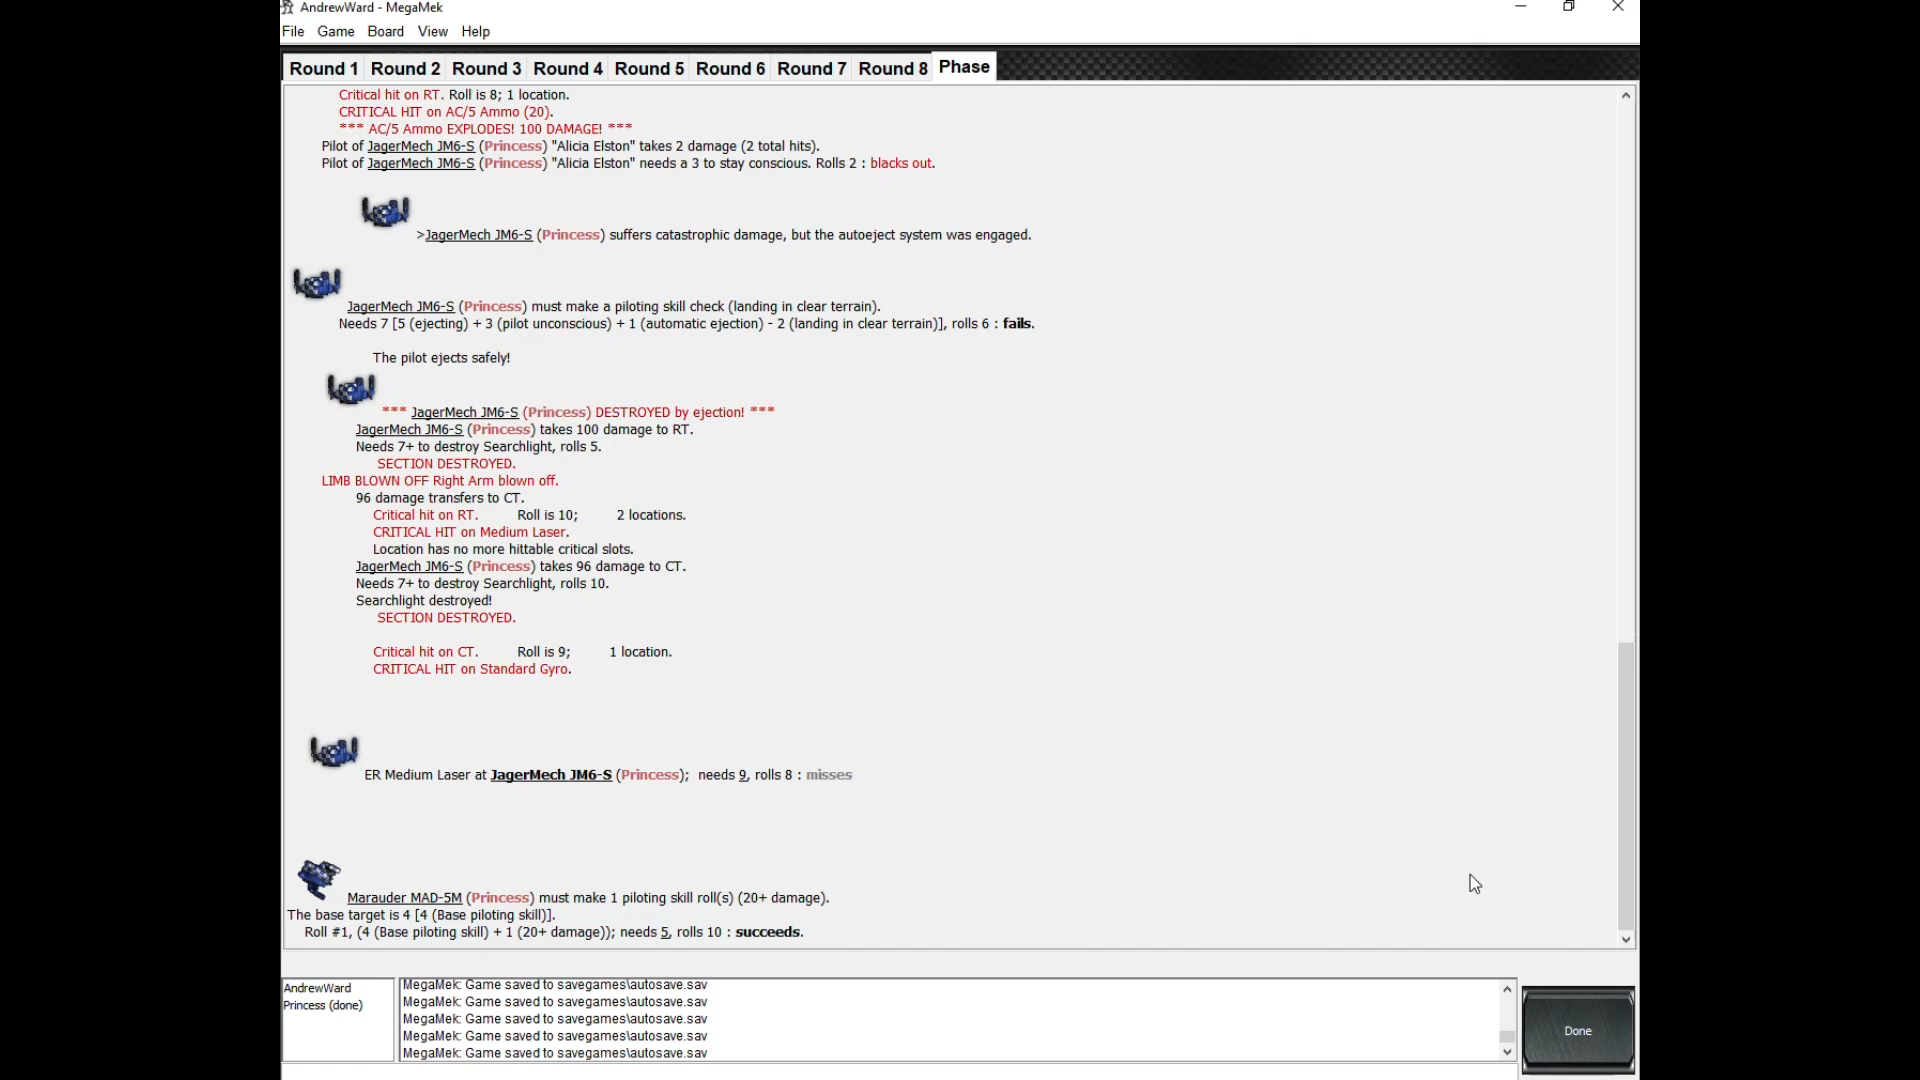 AndrewWard - MegaMek
File Game Board View Help
Round 1 Round 2 Round 3 Round 4 Round 5 Round 6 Round 7 Round 8 Phase
Critical hit on RT. Roll is 8; 1 location.
CRITICAL HIT on AC/5 Ammo (20).
*** AC/5 Ammo EXPLODES! 100 DAMAGE! ***
Pilot of JagerMech JM6-S (Princess) "Alicia Elston" takes 2 damage (2 total hits).
Pilot of JagerMech JM6-S (Princess) "Alicia Elston" needs a 3 to stay conscious. Rolls 2 : blacks out.
>JagerMech JM6-S (Princess) suffers catastrophic damage, but the autoeject system was engaged.
JagerMech JM6-S (Princess) must make a piloting skill check (landing in clear terrain).
Needs 7 [5 (ejecting) + 3 (pilot unconscious) + 1 (automatic ejection) - 2 (landing in clear terrain)], rolls 6 : fails.
The pilot ejects safely!
*** JagerMech JM6-S (Princess) DESTROYED by ejection! ***
JagerMech JM6-S (Princess) takes 100 damage to RT.
Needs 7+ to destroy Searchlight, rolls 5.
SECTION DESTROYED.
LIMB BLOWN OFF Right Arm blown off.
96 damage transfers to CT.
Critical hit on RT. Roll is 10; 2 locations.
CRITICAL HIT on Medium Laser.
Location has no more hittable critical slots.
JagerMech JM6-S (Princess) takes 96 damage to CT.
Needs 7+ to destroy Searchlight, rolls 10.
Searchlight destroyed!
SECTION DESTROYED.
Critical hit on CT. Roll is 9; 1 location.
CRITICAL HIT on Standard Gyro.
ER Medium Laser at JagerMech JM6-S (Princess); needs 9, rolls 8 : misses
Marauder MAD-5M (Princess) must make 1 piloting skill roll(s) (20+ damage).
The base target is 4 [4 (Base piloting skill)].
Roll #1, (4 (Base piloting skill) + 1 (20+ damage)); needs 5, rolls 10 : succeeds.
AndrewWard
Princess (done)
MegaMek: Game saved to savegames\autosave.sav
MegaMek: Game saved to savegames\autosave.sav
MegaMek: Game saved to savegames\autosave.sav
MegaMek: Game saved to savegames\autosave.sav
MegaMek: Game saved to savegames\autosave.sav
Done